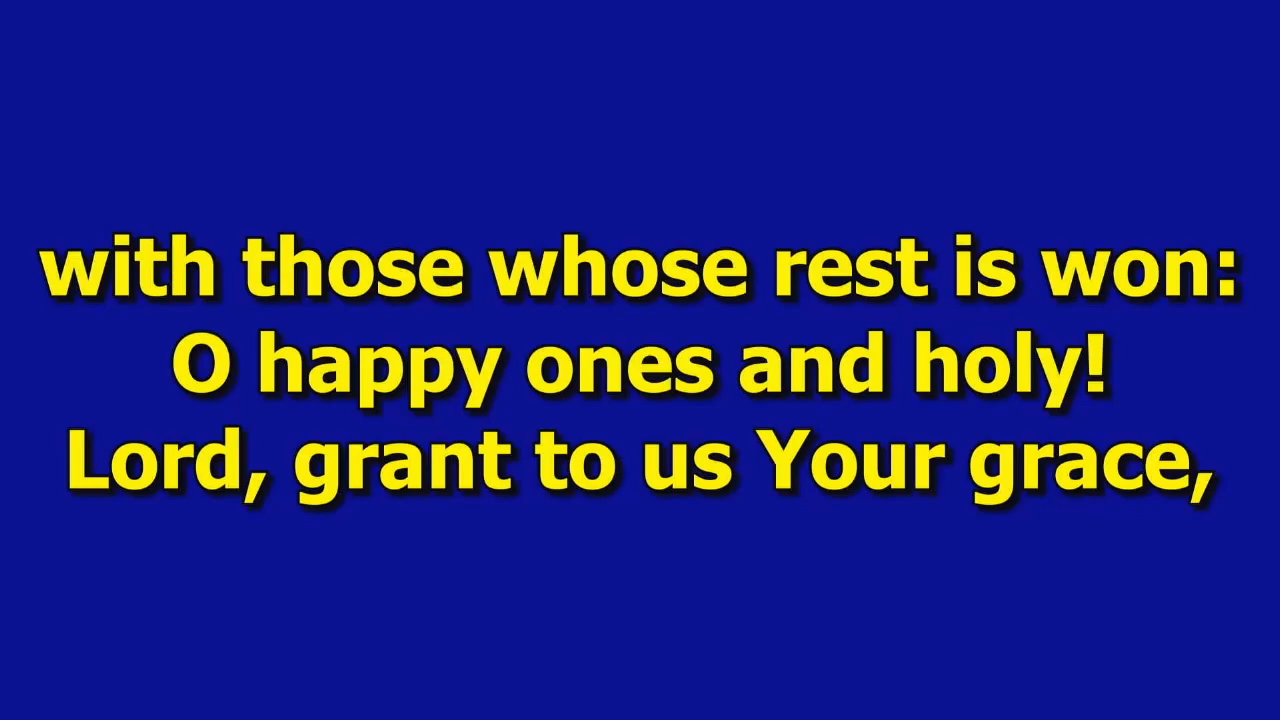 with those whose rest is won:
O happy ones and holy!
Lord, grant to us Your grace,